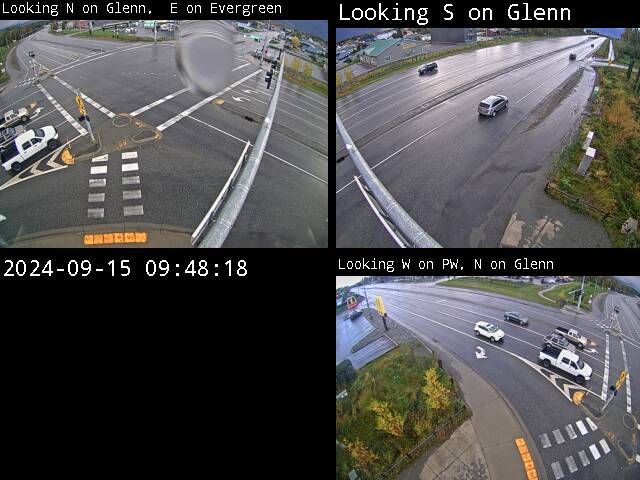 Looking N on Glenn,  E on Evergreen
Looking S on Glenn
2024-09-15 09:48:18
Looking W on PW, N on Glenn